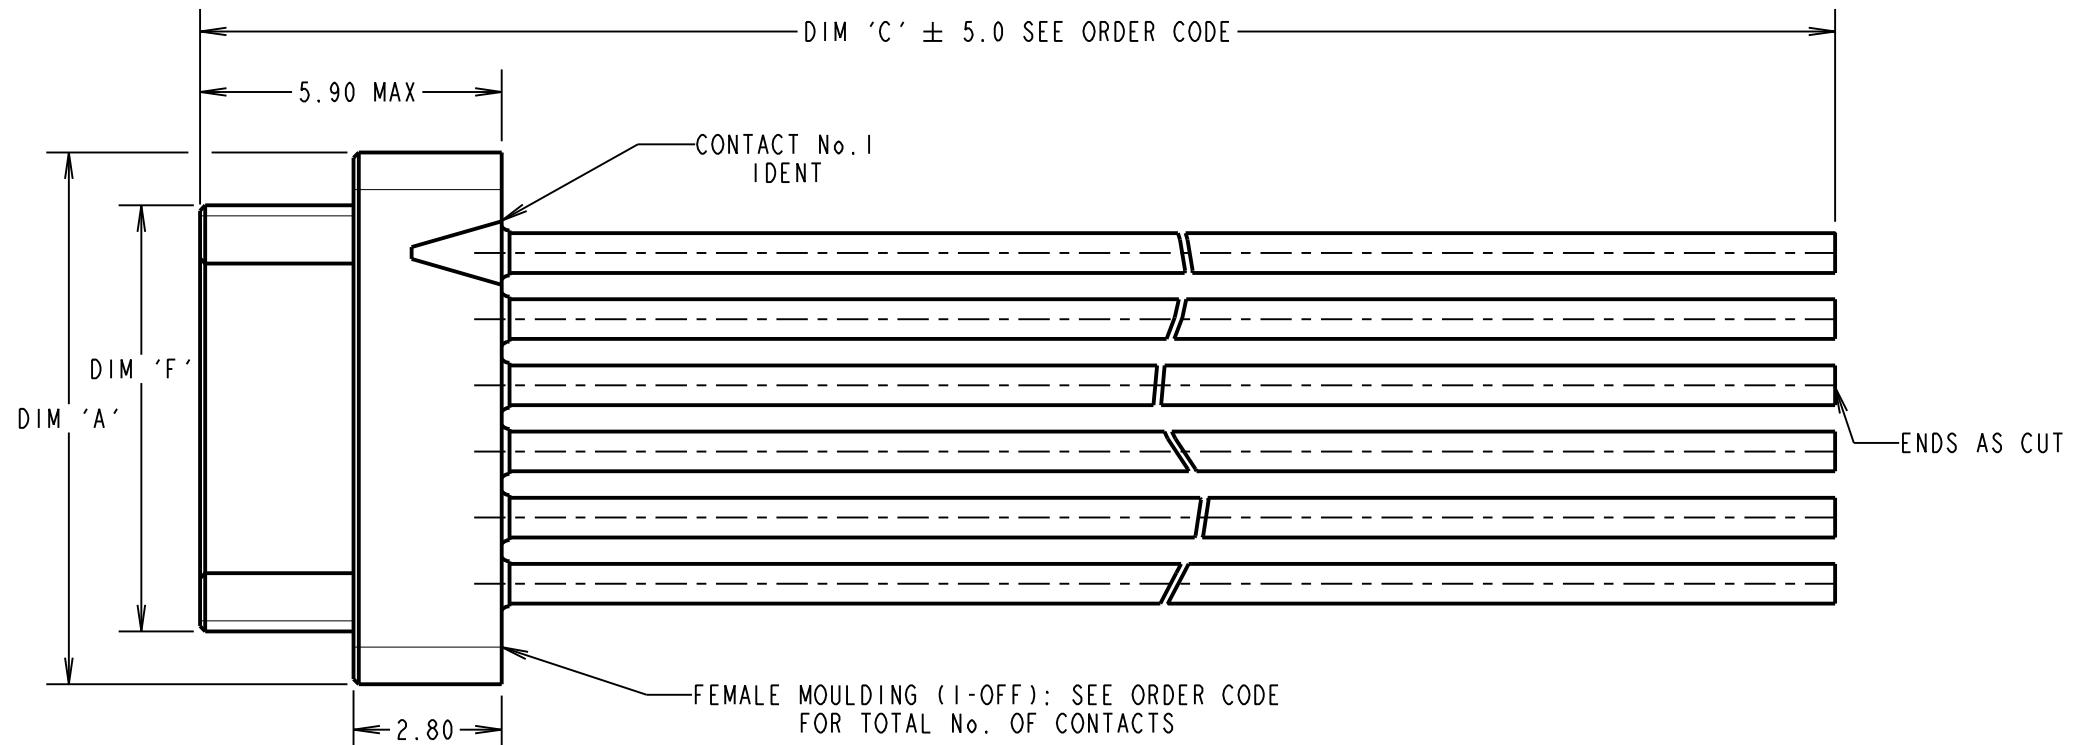 DIM 'C' ± 5.0 SEE ORDER CODE
5.90 MAX
CONTACT No.1
IDENT
DIM 'F'
DIM 'A'
ENDS AS CUT
FEMALE MOULDING (1-OFF): SEE ORDER CODE
FOR TOTAL No. OF CONTACTS
2.80